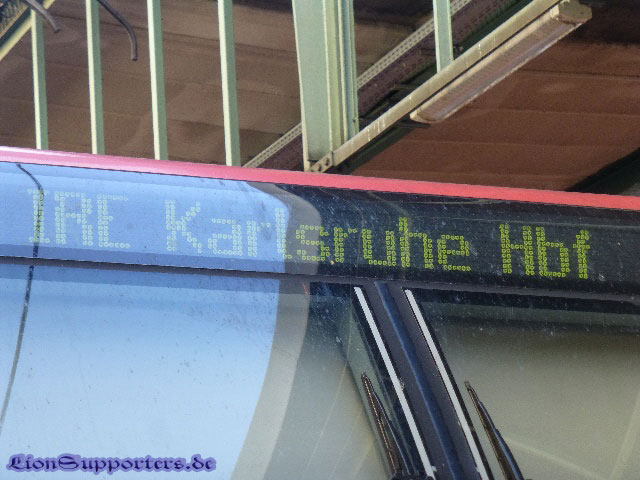 IRE Karlsruhe Hbf
LionSupporters.de